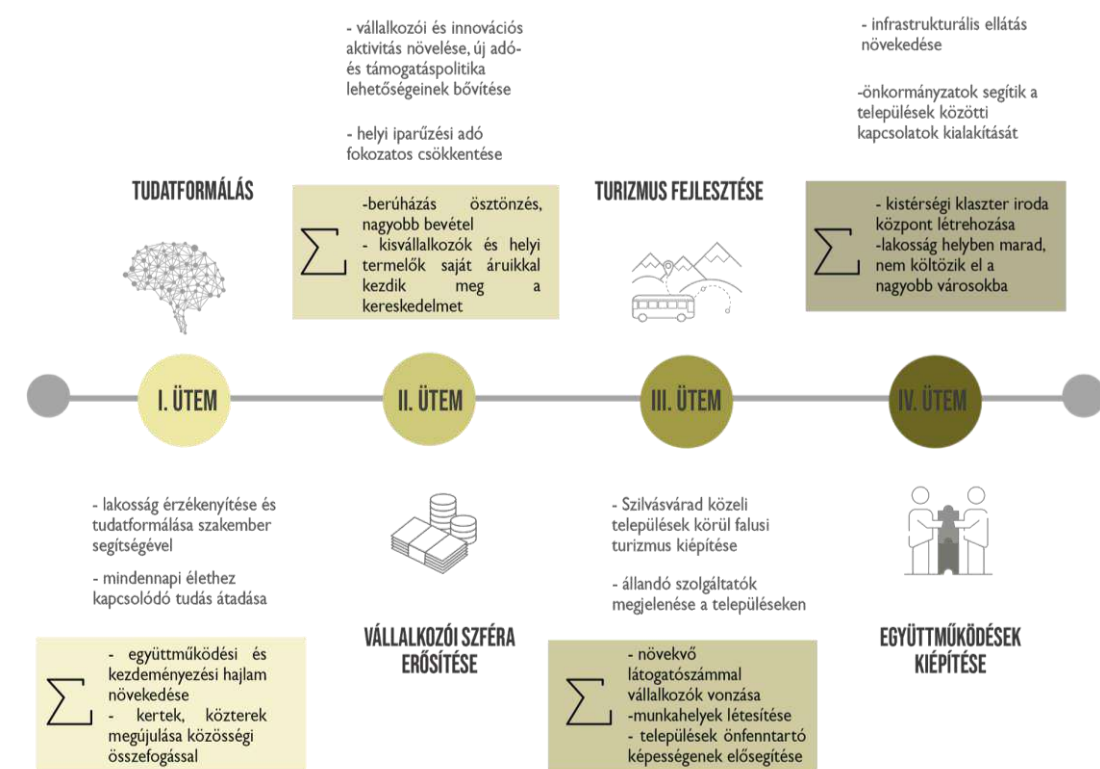 - vállalkozói és innovációs
aktivitás növelése, új adó-
és támogatáspolitika
lehetőségeinek bővítése
- helyi iparűzési adó
fokozatos csökkentése
- infrastrukturális ellátás
növekedése
-önkormányzatok segítik a
települések közötti
kapcsolatok kialakítását
TUDATFORMÁLÁS
∑
-berúházás ösztönzés,
nagyobb bevétel
- kisvállalkozók és helyi
termelők saját áruikkal
kezdik meg a
kereskedelmet
TURIZMUS FEJLESZTÉSE
∑
- kistérségi klaszter iroda
központ létrehozása
-lakosság helyben marad,
nem költözik el a
nagyobb városokba
I. ÜTEM
II. ÜTEM
III. ÜTEM
IV. ÜTEM
- lakosság érzékenyítése és
tudatformálása szakember
segítségével
- mindennapi élethez
kapcsolódó tudás átadása
∑
- együttműködési és
kezdeményezési hajlam
növekedése
- kertek, közterek
megújulása közösségi
összefogással
VÁLLALKOZÓI SZFÉRA
ERŐSÍTÉSE
- Szilvásvárad közeli
települések körül falusi
turizmus kiépítése
- állandó szolgáltatók
megjelenése a településeken
∑
- növekvő
látogatószámmal
vállalkozók vonzása
-munkahelyek létesítése
- települések önfenntartó
képességenek elősegítése
EGYÜTTMŰKÖDÉSEK
KIÉPÍTÉSE